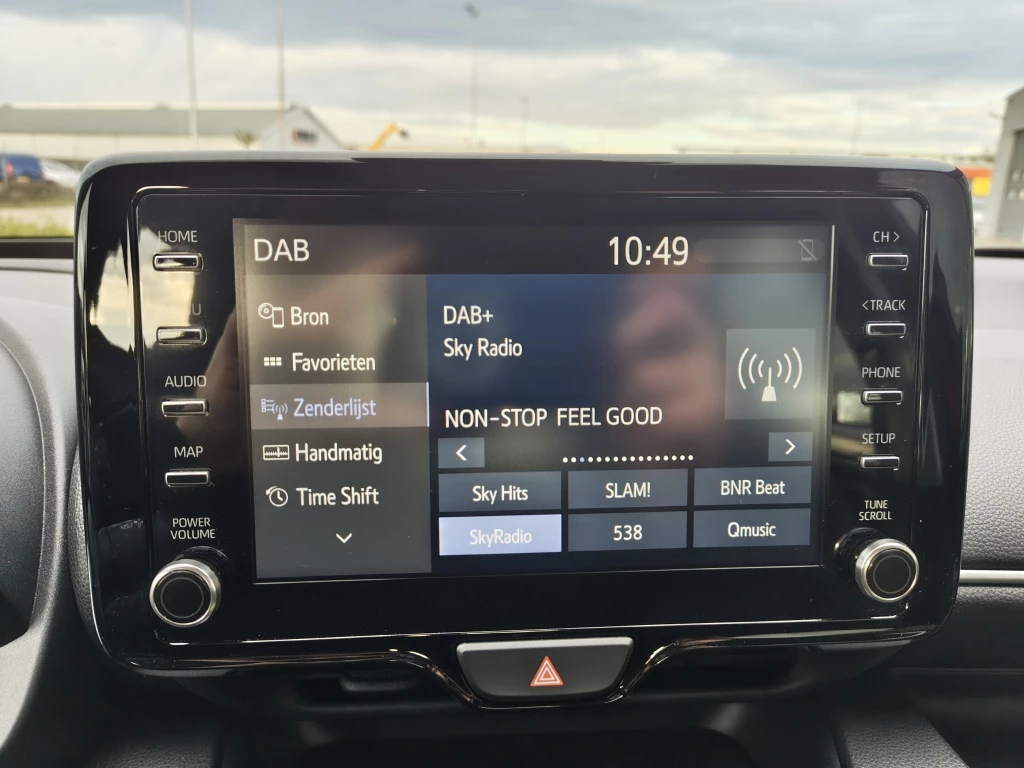 HOME
U
AUDIO
MAP
POWER
VOLUME
DAB
10:49
Bron
Favorieten
Zenderlijst
Handmatig
Time Shift
DAB+
Sky Radio
NON-STOP FEEL GOOD
<
>
Sky Hits
SLAM!
BNR Beat
SkyRadio
538
Qmusic
CH >
< TRACK
PHONE
SETUP
TUNE
SCROLL